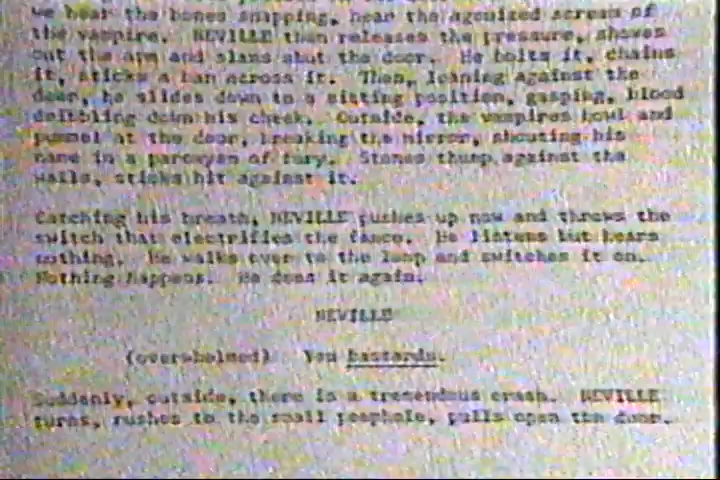 we hear the bones snapping, hear the agonized scream of
the vampire. NEVILLE then releases the pressure, shoves
out the arm and slams shut the door. He bolts it, chains
it, sticks a bar across it. Then, leaning against the
door, he slides down to a sitting position, gasping, blood
dribbling down his cheek. Outside, the vampires howl and
pummel at the door, breaking the mirror, shouting his
name in a paroxysm of fury. Stones thump against the
walls, sticks hit against it.
Catching his breath, NEVILLE pushes up now and throws the
switch that electrifies the fence. He listens but hears
nothing. He walks over to the lamp and switches it on.
Nothing happens. He does it again.
NEVILLE
(overwhelmed) You bastards.
Suddenly, outside, there is a tremendous crash. NEVILLE
turns, rushes to the small peephole, pulls open the door.